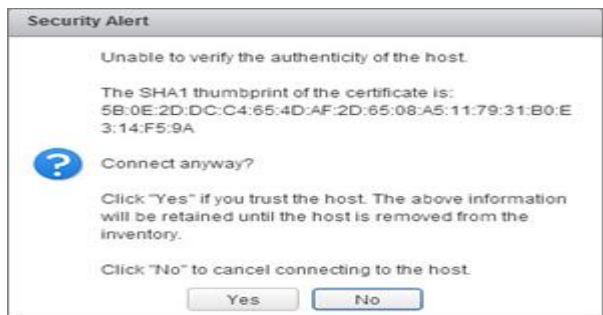 Security Alert
Unable to verify the authenticity of the host.
The SHA1 thumbprint of the certificate is:
5B:0E:2D:DC:C4:65:4D:AF:2D:65:08:A5:11:79:31:B0:E
3:14:F5:9A
Connect anyway?
Click "Yes" if you trust the host. The above information
will be retained until the host is removed from the
inventory.
Click "No" to cancel connecting to the host.
Yes No